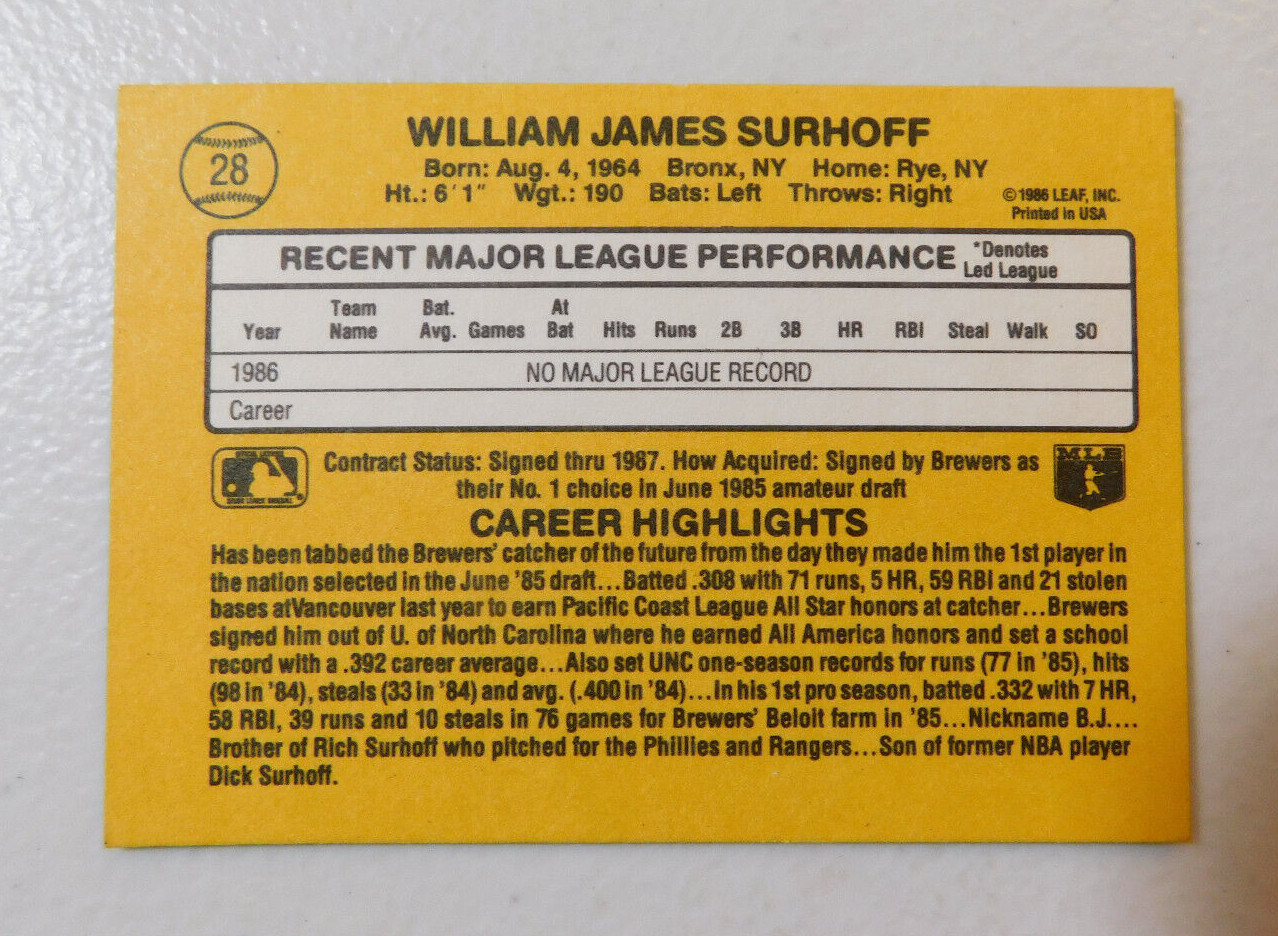 28
WILLIAM JAMES SURHOFF
Born: Aug. 4, 1964 Bronx, NY Home: Rye, NY
Ht.: 6' 1" Wgt.: 190 Bats: Left Throws: Right
©1986 LEAF, INC.
Printed in USA
RECENT MAJOR LEAGUE PERFORMANCE *Denotes
Led League
Team Bat. At
Year Name Avg. Games Bat Hits Runs 2B 3B HR RBI Steal Walk SO
1986 NO MAJOR LEAGUE RECORD
Career
Contract Status: Signed thru 1987. How Acquired: Signed by Brewers as
their No. 1 choice in June 1985 amateur draft
CAREER HIGHLIGHTS
Has been tabbed the Brewers' catcher of the future from the day they made him the 1st player in
the nation selected in the June '85 draft...Batted .308 with 71 runs, 5 HR, 59 RBI and 21 stolen
bases atVancouver last year to earn Pacific Coast League All Star honors at catcher...Brewers
signed him out of U. of North Carolina where he earned All America honors and set a school
record with a .392 career average...Also set UNC one-season records for runs (77 in '85), hits
(98 in '84), steals (33 in '84) and avg. (.400 in '84)...In his 1st pro season, batted .332 with 7 HR,
58 RBI, 39 runs and 10 steals in 76 games for Brewers' Beloit farm in '85...Nickname B.J....
Brother of Rich Surhoff who pitched for the Phillies and Rangers...Son of former NBA player
Dick Surhoff.